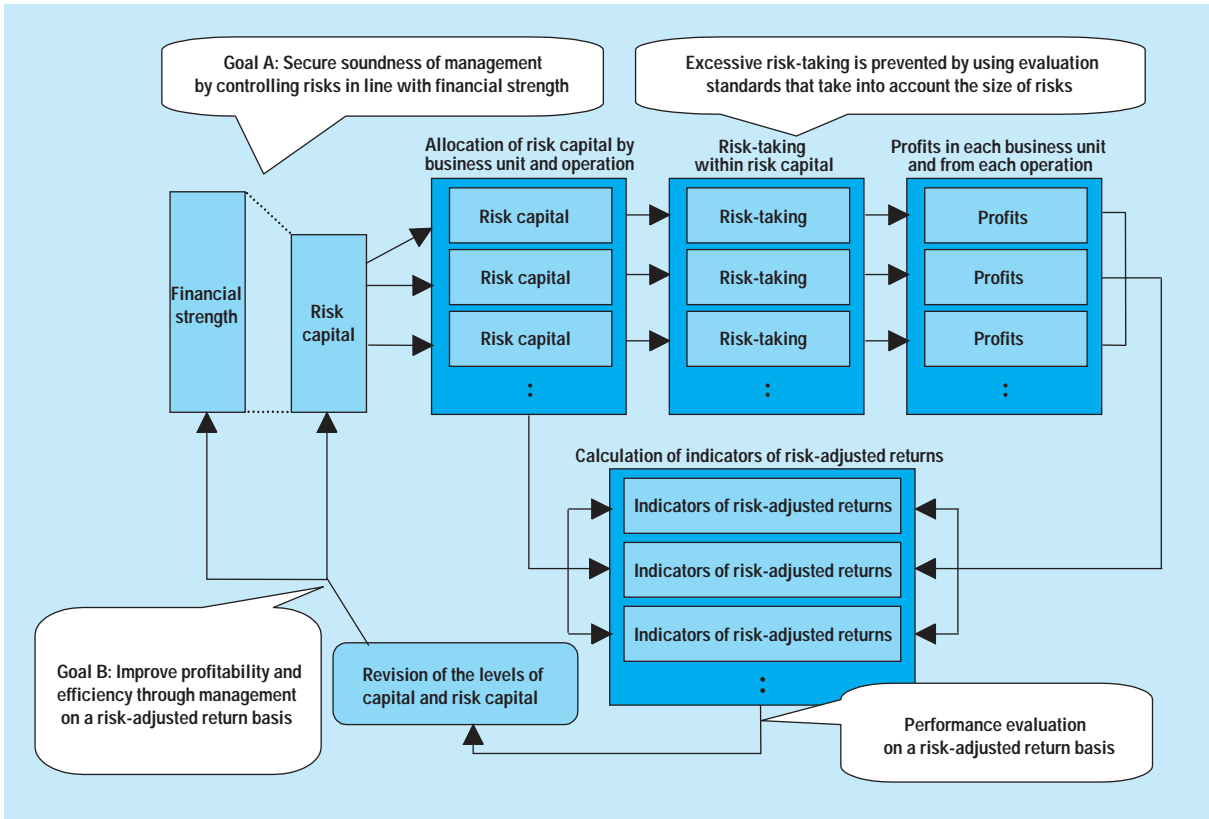 Goal A: Secure soundness of management
by controlling risks in line with financial strength
Excessive risk-taking is prevented by using evaluation
standards that take into account the size of risks
Allocation of risk capital by
business unit and operation
Risk-taking
within risk capital
Profits in each business unit
and from each operation
Financial
strength
Risk
capital
Risk capital
Risk capital
Risk capital
:
Risk-taking
Risk-taking
Risk-taking
:
Profits
Profits
Profits
:
Calculation of indicators of risk-adjusted returns
Indicators of risk-adjusted returns
Indicators of risk-adjusted returns
Indicators of risk-adjusted returns
:
Goal B: Improve profitability and
efficiency through management
on a risk-adjusted return basis
Revision of the levels of
capital and risk capital
Performance evaluation
on a risk-adjusted return basis